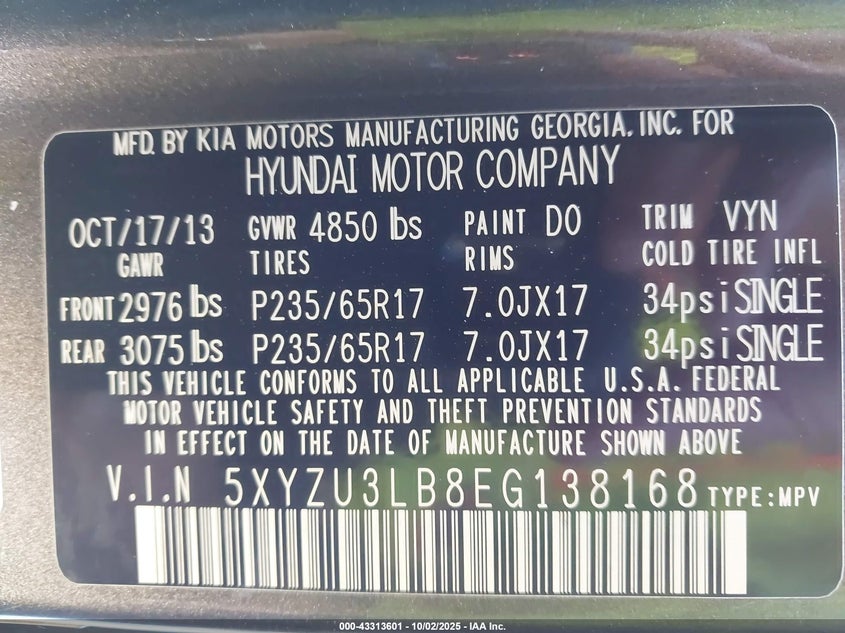 MFD. BY KIA MOTORS MANUFACTURING GEORGIA, INC. FOR
HYUNDAI MOTOR COMPANY
OCT/17/13 GVWR 4850 lbs PAINT DO TRIM VYN
GAWR TIRES RIMS COLD TIRE INFL
FRONT 2976 lbs P235/65R17 7.0JX17 34psi SINGLE
REAR 3075 lbs P235/65R17 7.0JX17 34psi SINGLE
THIS VEHICLE CONFORMS TO ALL APPLICABLE U.S.A. FEDERAL
MOTOR VEHICLE SAFETY AND THEFT PREVENTION STANDARDS
IN EFFECT ON THE DATE OF MANUFACTURE SHOWN ABOVE
V.I.N 5XYZU3LB8EG138168 TYPE:MPV
000-43313601 - 10/02/2025 - IAA Inc.